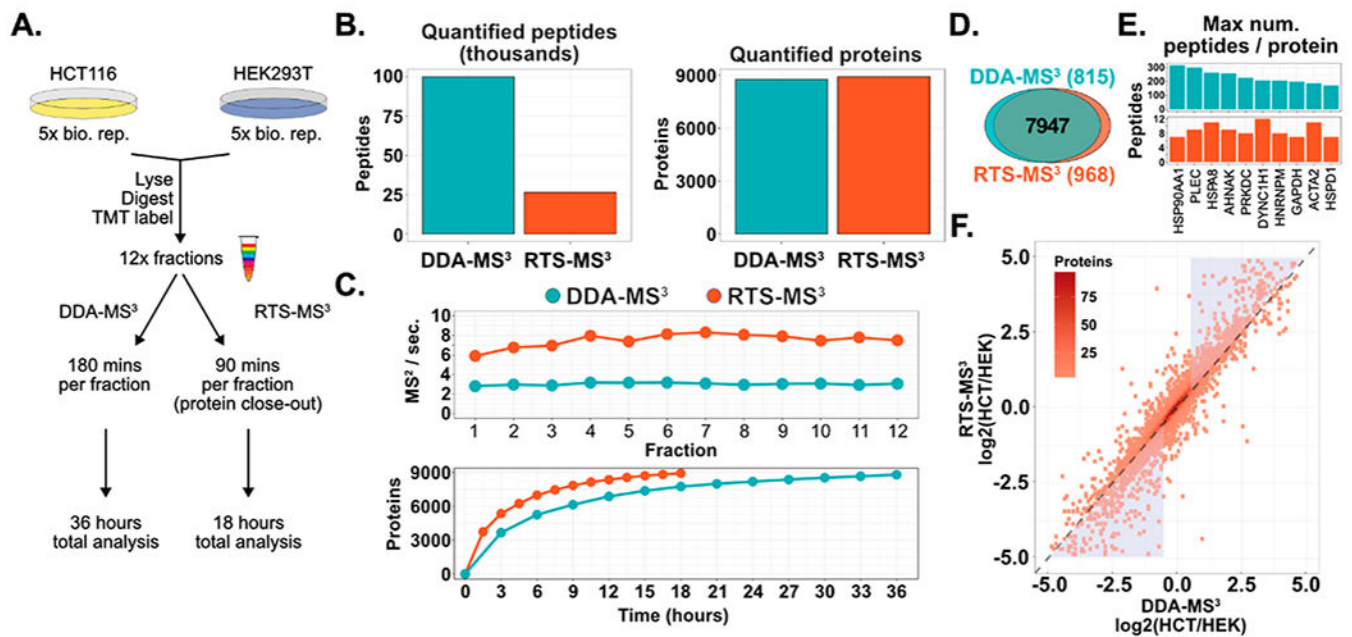 A.
HCT116
HEK293T
5x bio. rep.
5x bio. rep.
Lyse
Digest
TMT label
12x fractions
DDA-MS³
RTS-MS³
180 mins
per fraction
90 mins
per fraction
(protein close-out)
36 hours
total analysis
18 hours
total analysis
B.
Quantified peptides
(thousands)
Peptides
100
75
50
25
0
DDA-MS³ RTS-MS³
Quantified proteins
Proteins
9000
6000
3000
0
DDA-MS³ RTS-MS³
C.
DDA-MS³ RTS-MS³
MS² / sec.
10
8
6
4
2
0
1 2 3 4 5 6 7 8 9 10 11 12
Fraction
Proteins
9000
6000
3000
0
0 3 6 9 12 15 18 21 24 27 30 33 36
Time (hours)
D.
DDA-MS³ (815)
7947
RTS-MS³ (968)
E.
Max num.
peptides / protein
Peptides
300
200
100
0
12
8
4
0
HSP90AA1
PLEC
HSPA8
AHNAK
PRKDC
DYNC1H1
HNRNPM
GAPDH
ACTA2
HSPD1
F.
RTS-MS³
log2(HCT/HEK)
5.0
2.5
0.0
-2.5
-5.0
Proteins
75
50
25
-5.0 -2.5 0.0 2.5 5.0
DDA-MS³
log2(HCT/HEK)